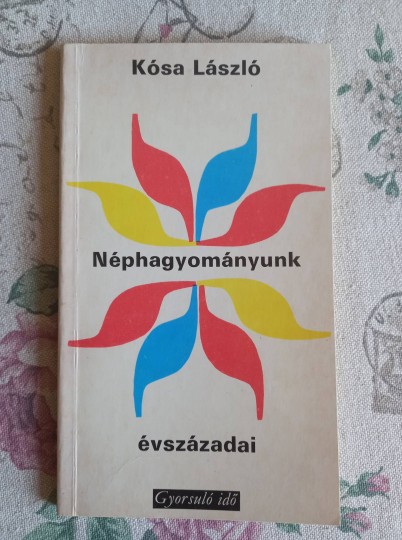 Kósa László
Néphagyományunk
évszázadai
Gyorsuló idő